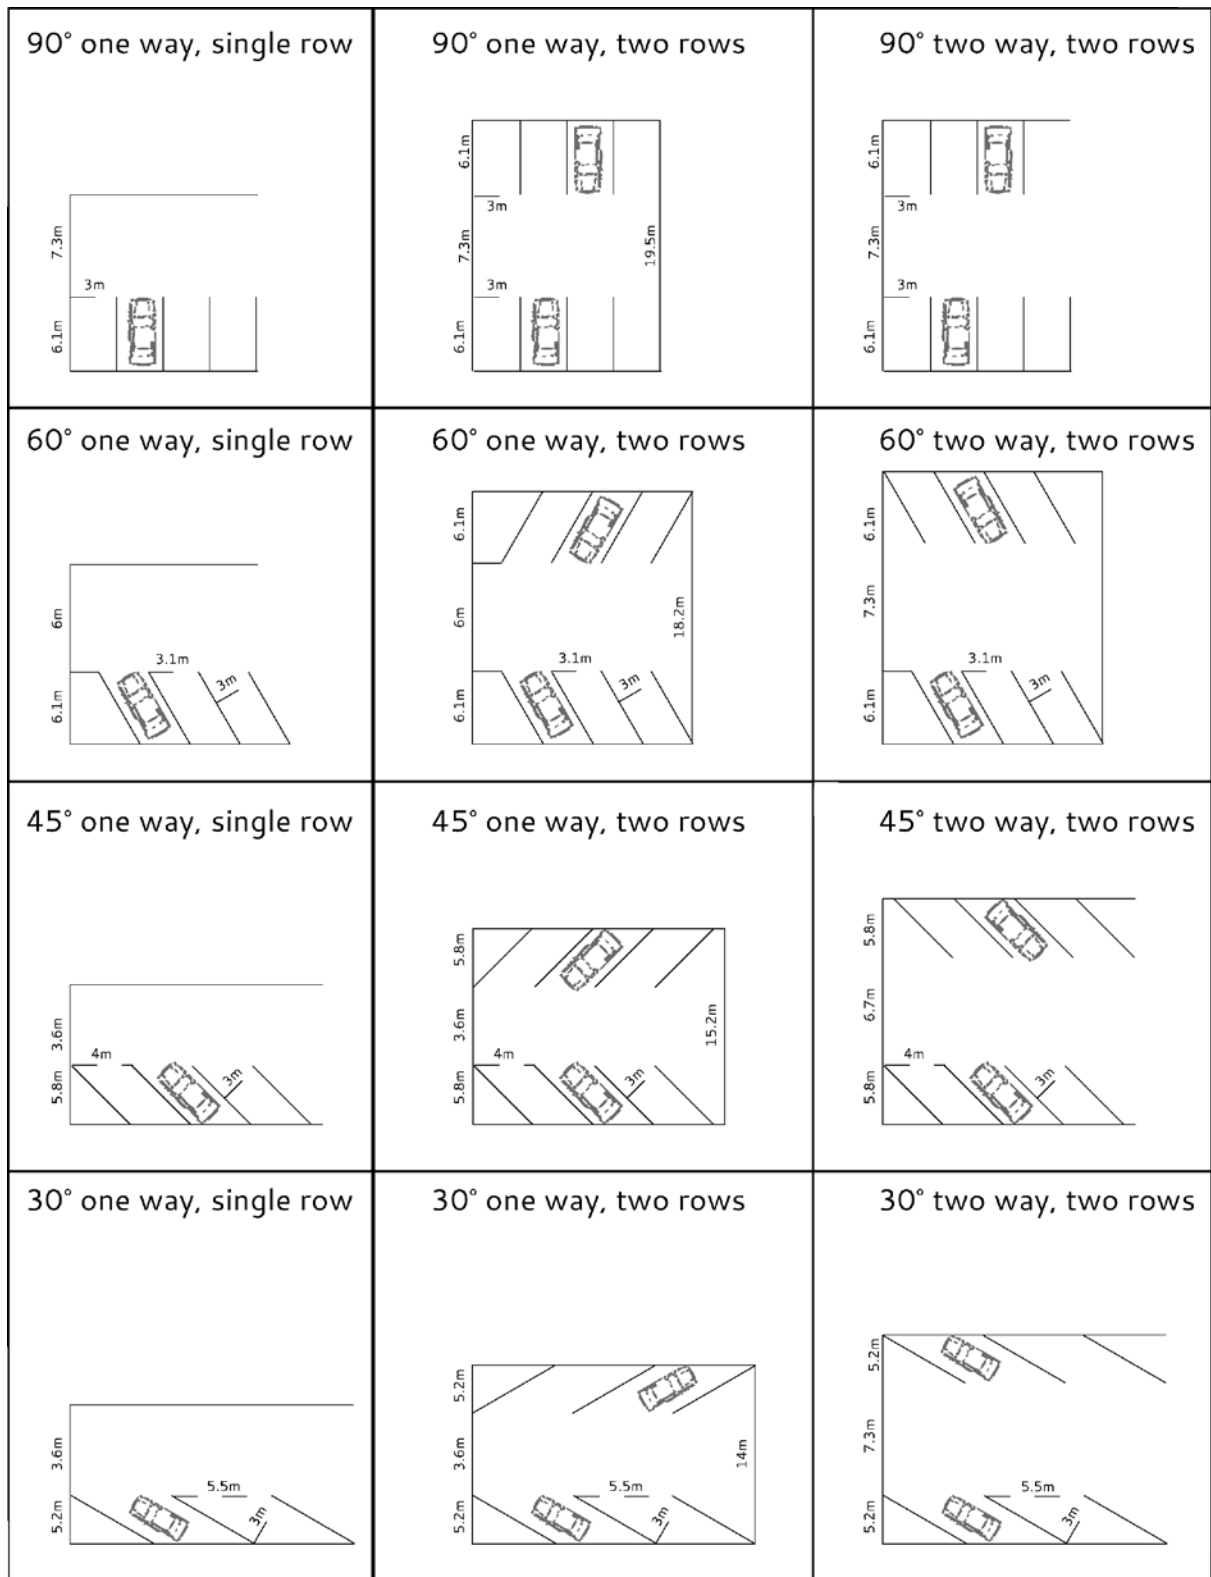 90° one way, single row
7.3m
3m
6.1m
90° one way, two rows
6.1m
3m
7.3m
19.5m
3m
6.1m
90° two way, two rows
6.1m
3m
7.3m
3m
6.1m
60° one way, single row
6m
3.1m
3m
6.1m
60° one way, two rows
6.1m
6m
18.2m
3.1m
3m
6.1m
60° two way, two rows
6.1m
7.3m
3.1m
3m
6.1m
45° one way, single row
3.6m
4m
3m
5.8m
45° one way, two rows
5.8m
3.6m
15.2m
4m
3m
5.8m
45° two way, two rows
5.8m
6.7m
4m
3m
5.8m
30° one way, single row
3.6m
5.5m
3m
5.2m
30° one way, two rows
5.2m
3.6m
14m
5.5m
3m
5.2m
30° two way, two rows
5.2m
7.3m
5.5m
3m
5.2m